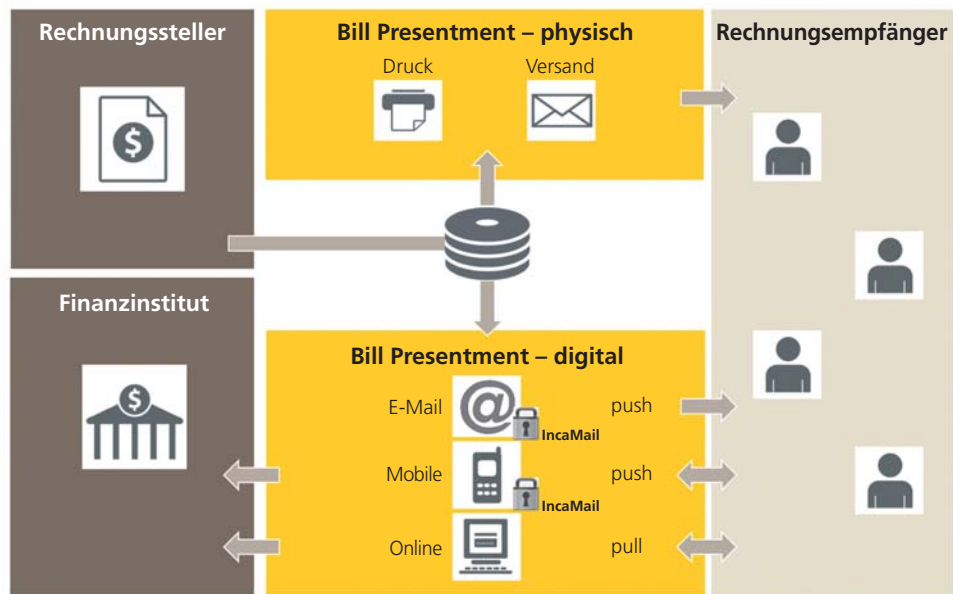 Rechnungssteller
Bill Presentment – physisch
Rechnungsempfänger
Druck Versand
$
Finanzinstitut
$
Bill Presentment – digital
E-Mail @ push
IncaMail
Mobile push
IncaMail
Online pull